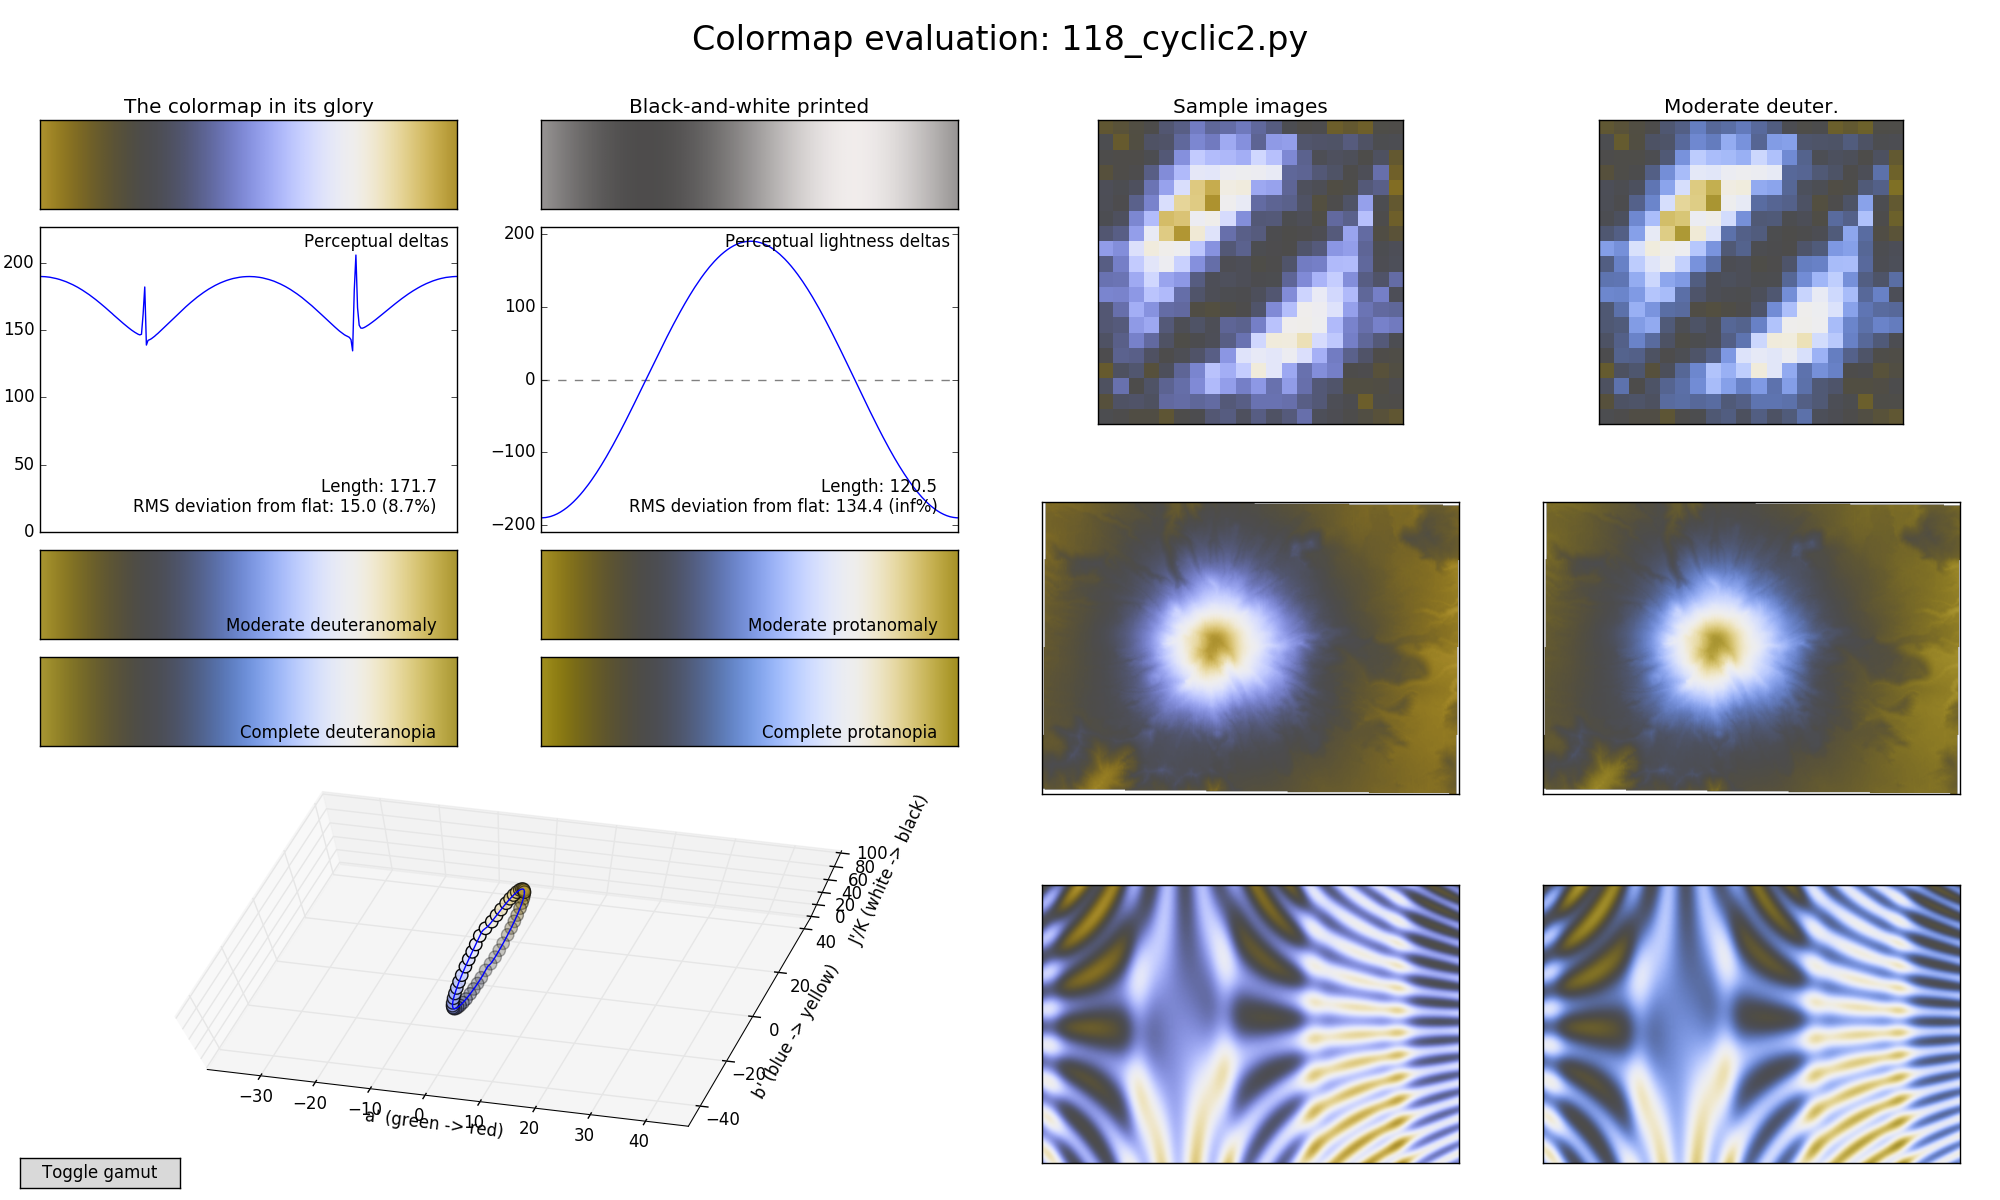 Colormap evaluation: 118_cyclic2.py
The colormap in its glory
Black-and-white printed
Sample images
Moderate deuter.
Perceptual deltas
200
150
100
50
0
Length: 171.7
RMS deviation from flat: 15.0 (8.7%)
Perceptual lightness deltas
200
100
0
−100
−200
Length: 120.5
RMS deviation from flat: 134.4 (inf%)
Moderate deuteranomaly
Moderate protanomaly
Complete deuteranopia
Complete protanopia
100
80
60
40
20
0
J'/K (white -> black)
40
20
0
−20
−40
b' (blue -> yellow)
−30
−20
−10
0
10
20
30
40
a' (green -> red)
Toggle gamut